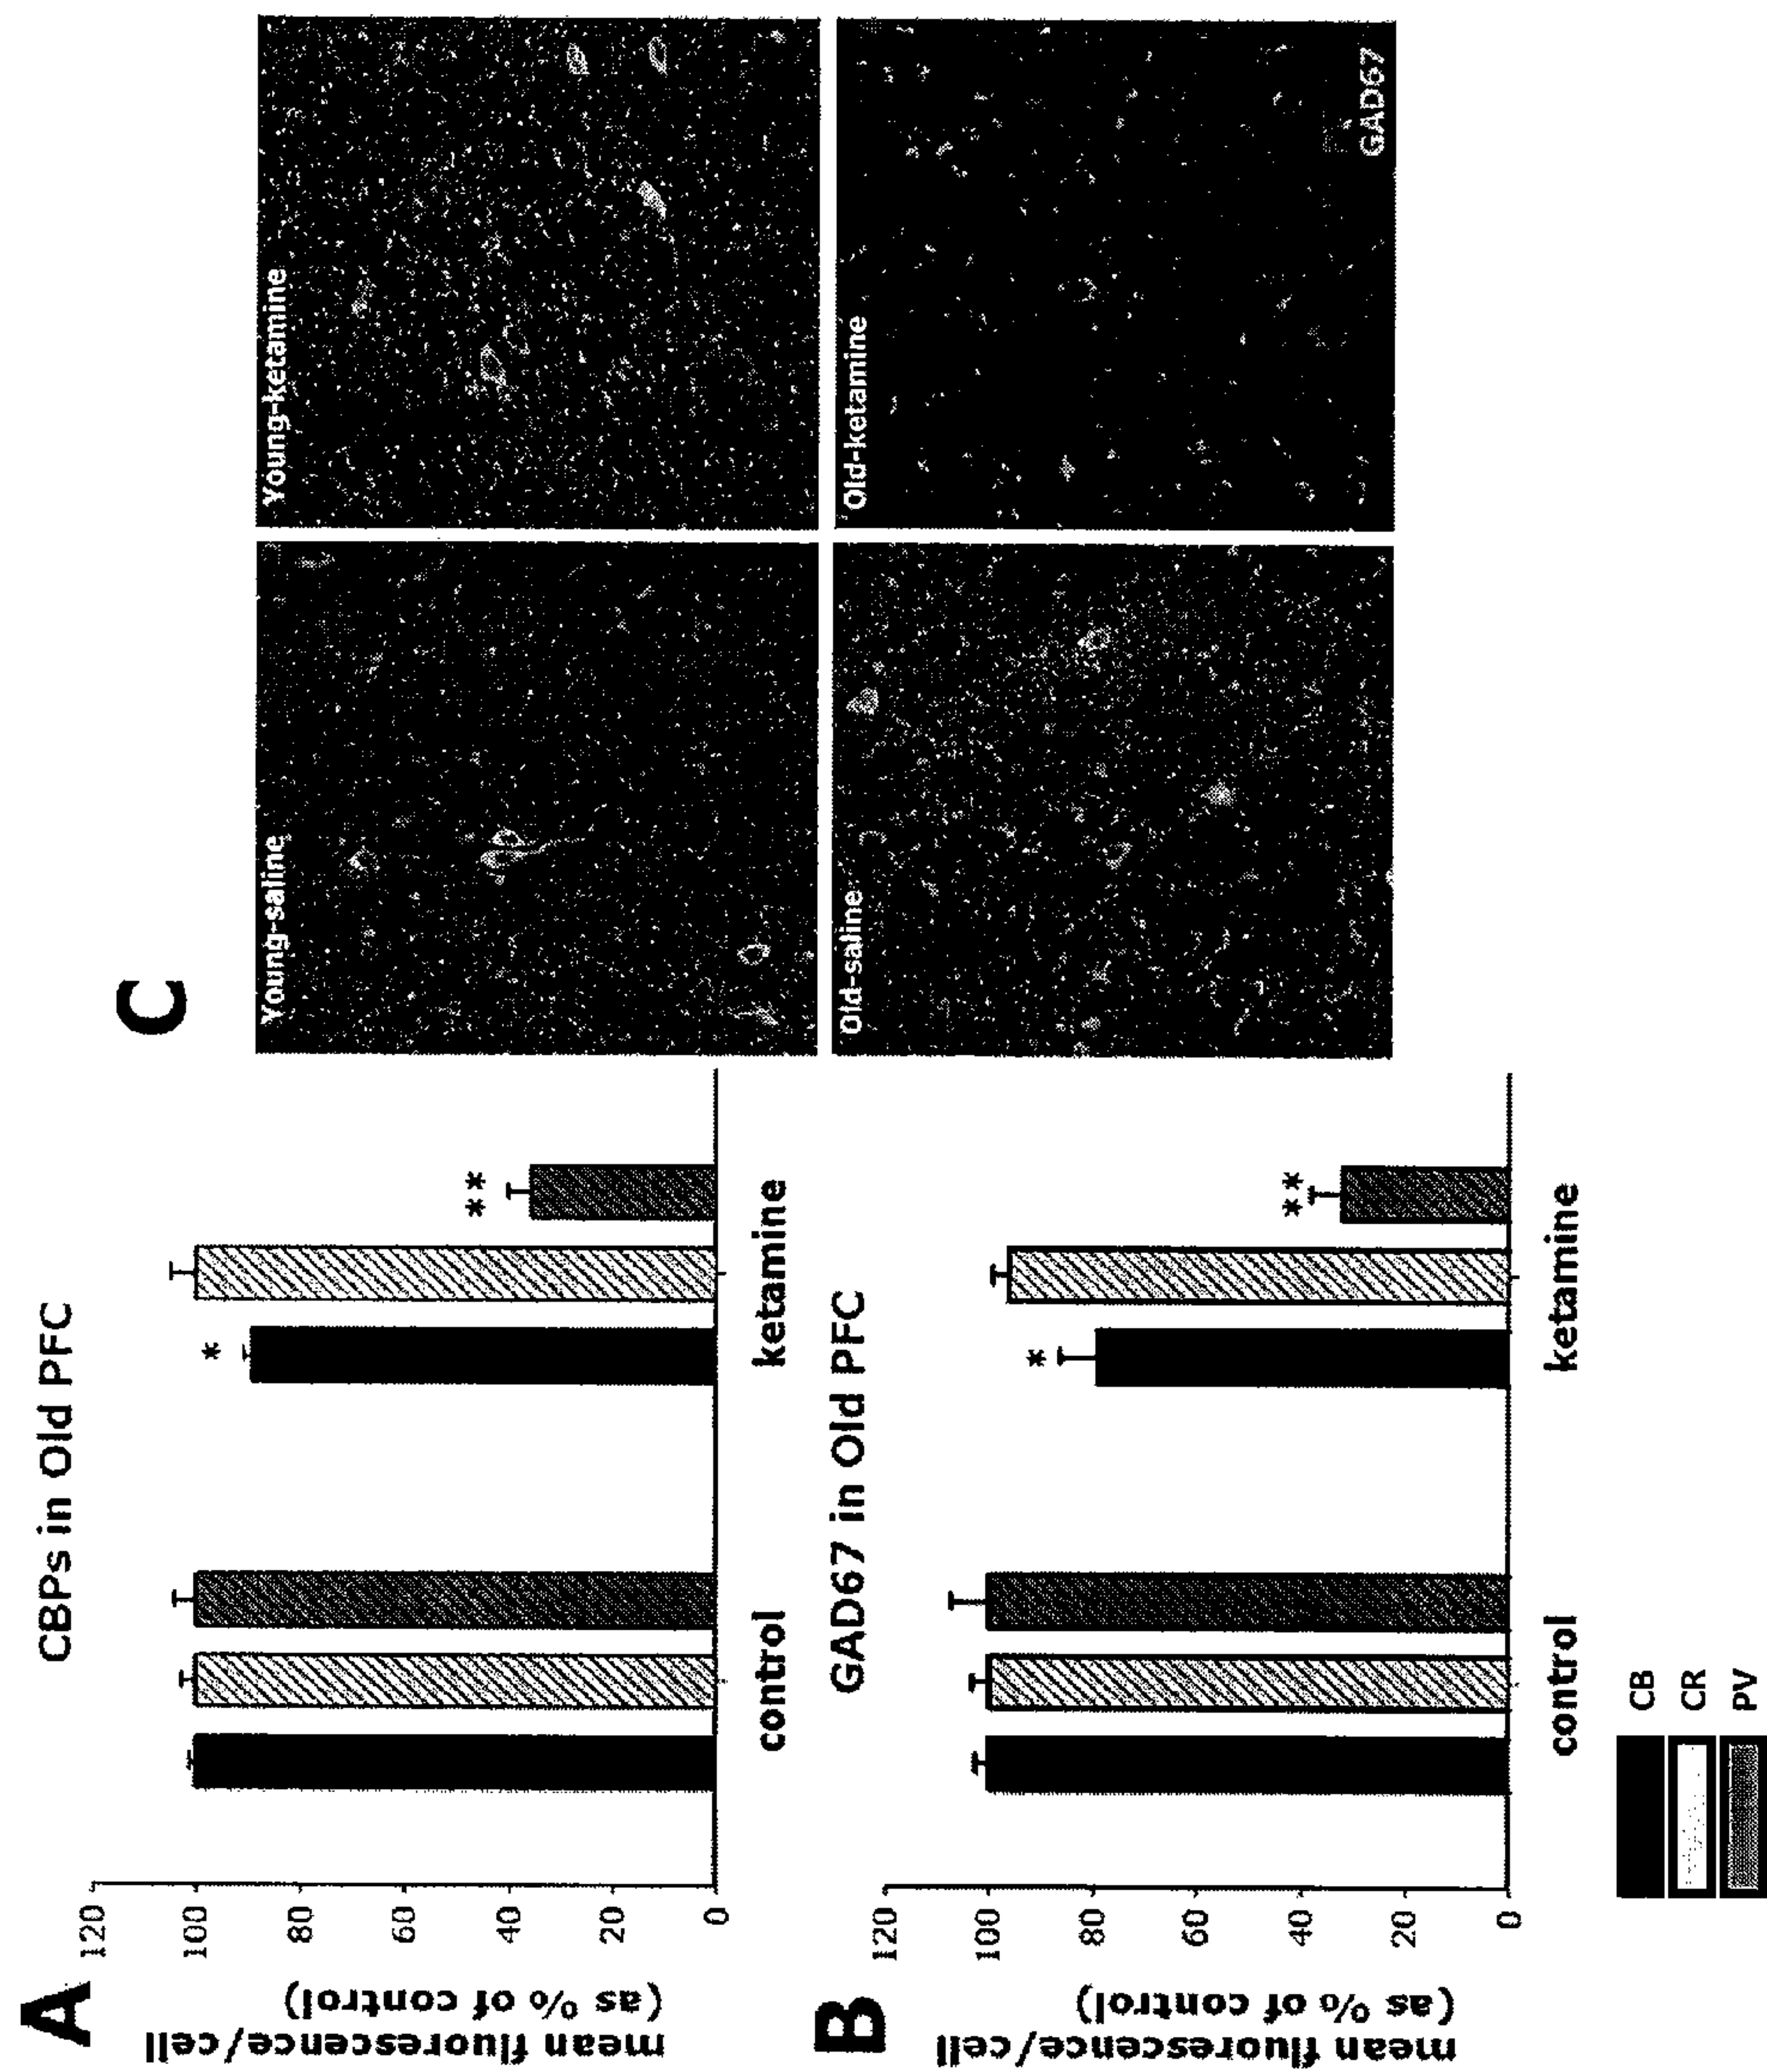 A
CBPs in Old PFC
mean fluorescence/cell
(as % of control)
120
100
80
60
40
20
0
*
**
control
ketamine
B
GAD67 in Old PFC
mean fluorescence/cell
(as % of control)
120
100
80
60
40
20
0
*
**
control
ketamine
CB
CR
PV
C
Young-saline
Young-ketamine
Old-saline
Old-ketamine
GAD67